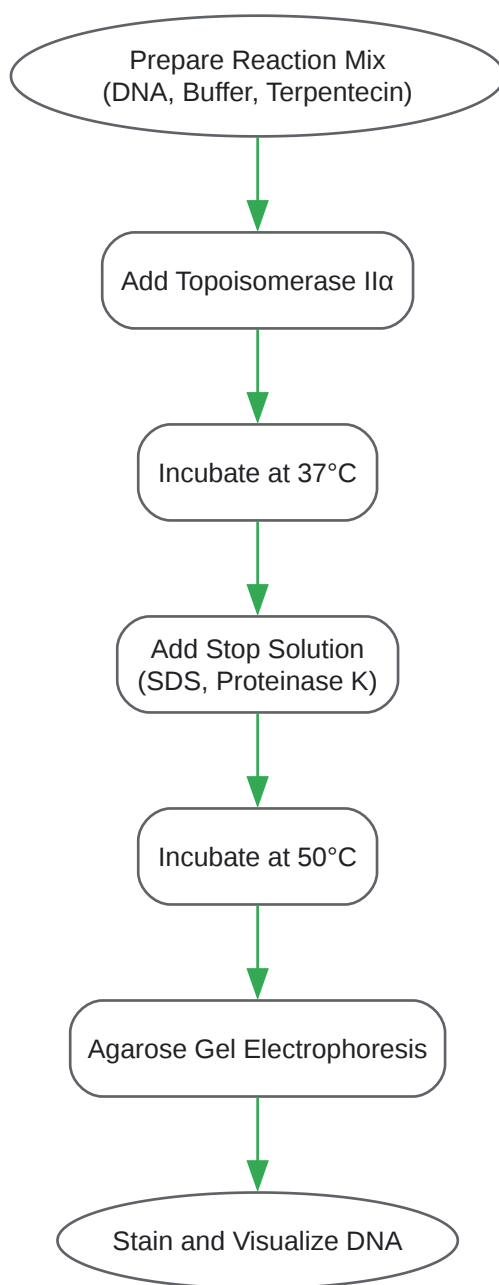 Prepare Reaction Mix
(DNA, Buffer, Terpentecin)
Add Topoisomerase IIα
Incubate at 37°C
Add Stop Solution
(SDS, Proteinase K)
Incubate at 50°C
Agarose Gel Electrophoresis
Stain and Visualize DNA